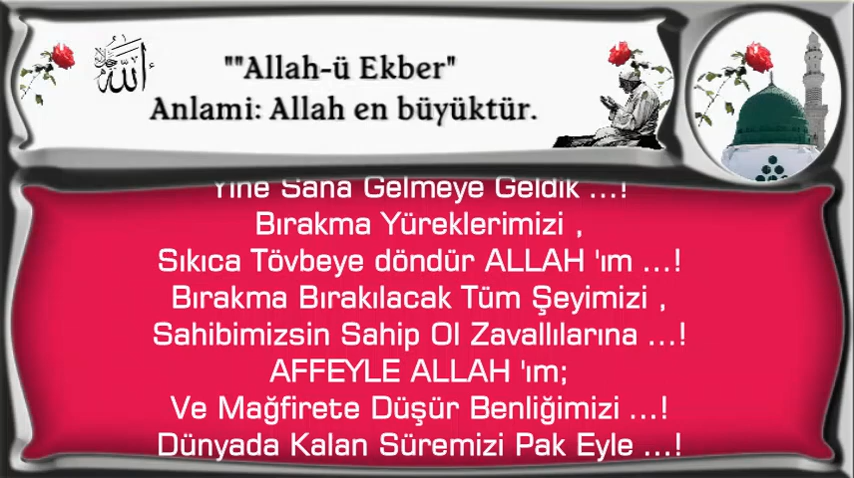 الله
""Allah-ü Ekber"
Anlami: Allah en büyüktür.
Yine Sana Gelmeye Geldik ...!
Bırakma Yüreklerimizi ,
Sıkıca Tövbeye döndür ALLAH 'ım ...!
Bırakma Bırakılacak Tüm Şeyimizi ,
Sahibimizsin Sahip Ol Zavallılarına ...!
AFFEYLE ALLAH 'ım;
Ve Mağfirete Düşür Benliğimizi ...!
Dünyada Kalan Süremizi Pak Eyle ...!